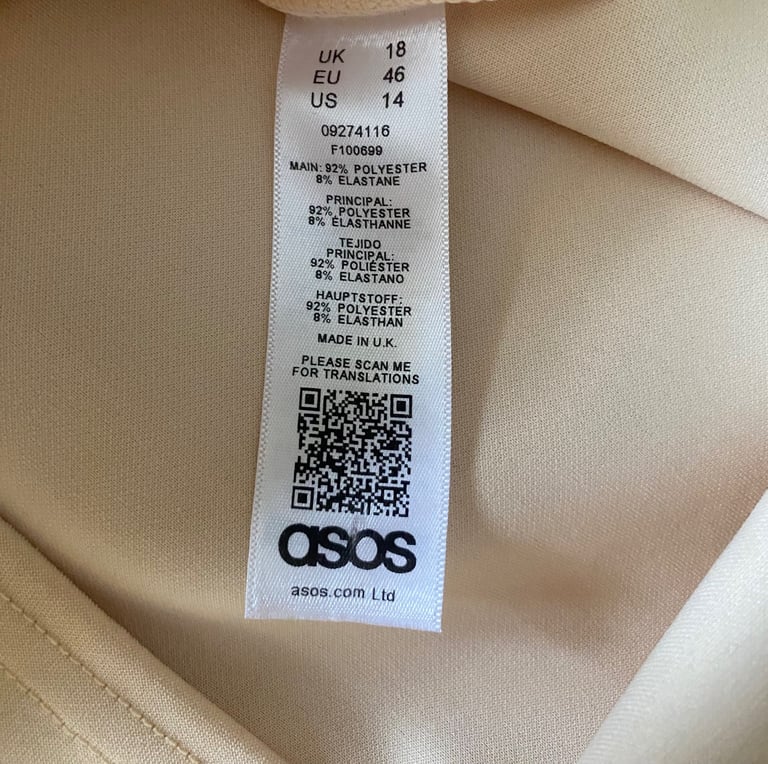 UK 18
EU 46
US 14
09274116
F100699
MAIN: 92% POLYESTER
8% ELASTANE
PRINCIPAL:
92% POLYESTER
8% ÉLASTHANNE
TEJIDO
PRINCIPAL:
92% POLIÉSTER
8% ELASTANO
HAUPTSTOFF:
92% POLYESTER
8% ELASTHAN
MADE IN U.K.
PLEASE SCAN ME
FOR TRANSLATIONS
asos
asos.com Ltd